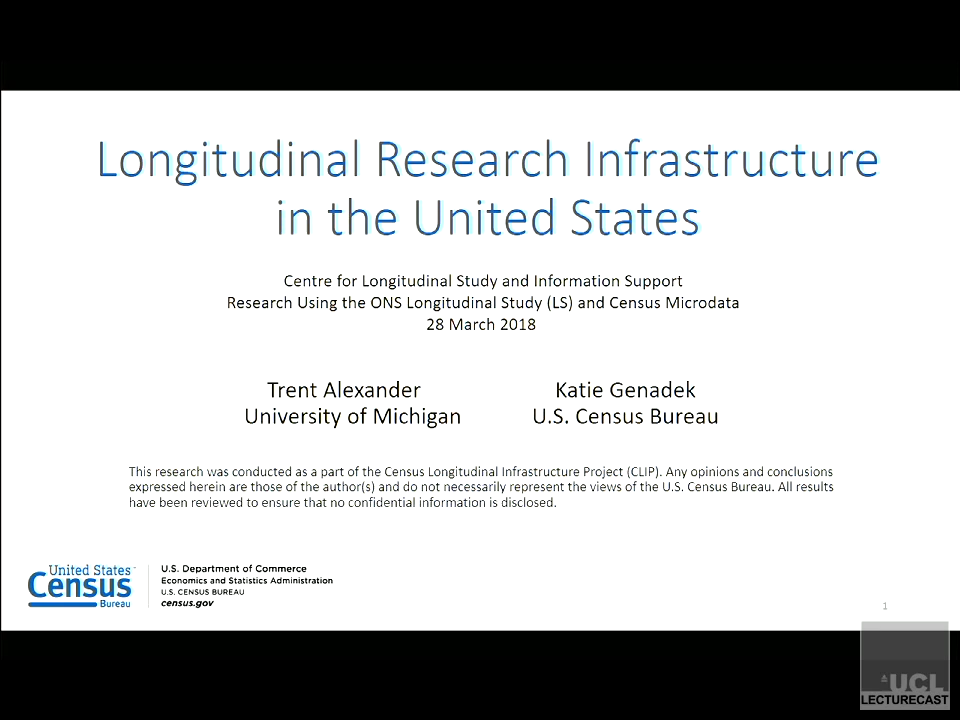 Longitudinal Research Infrastructure
in the United States
Centre for Longitudinal Study and Information Support
Research Using the ONS Longitudinal Study (LS) and Census Microdata
28 March 2018
Trent Alexander
University of Michigan
Katie Genadek
U.S. Census Bureau
This research was conducted as a part of the Census Longitudinal Infrastructure Project (CLIP). Any opinions and conclusions
expressed herein are those of the author(s) and do not necessarily represent the views of the U.S. Census Bureau. All results
have been reviewed to ensure that no confidential information is disclosed.
United States
Census
Bureau
U.S. Department of Commerce
Economics and Statistics Administration
U.S. CENSUS BUREAU
census.gov
1
UCL
LECTURECAST